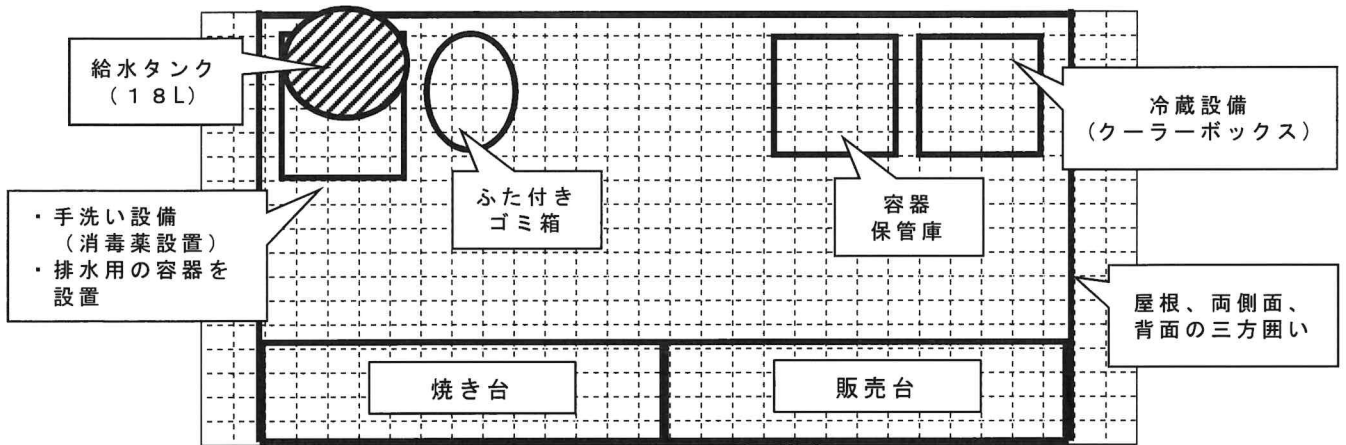 給水タンク
（１８L）
・手洗い設備
（消毒薬設置）
・排水用の容器を
設置
ふた付き
ゴミ箱
容器
保管庫
冷蔵設備
（クーラーボックス）
屋根、両側面、
背面の三方囲い
焼き台
販売台